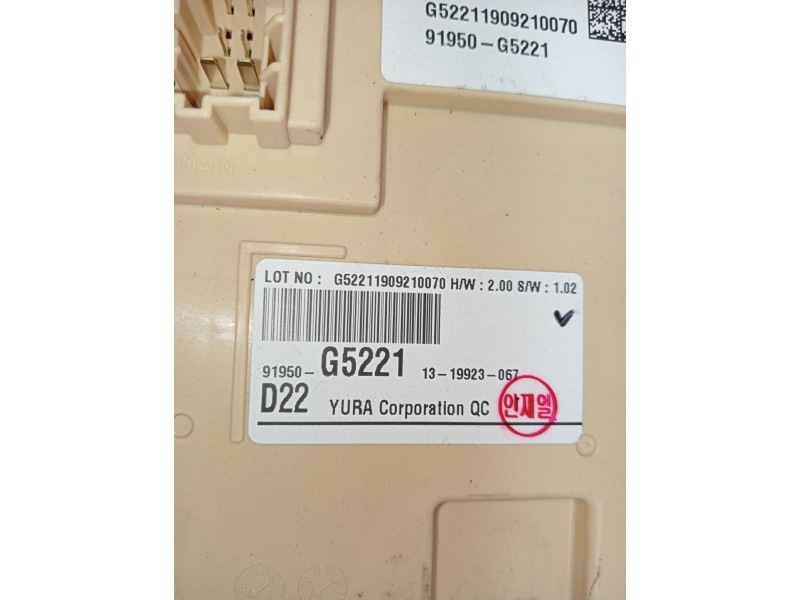 G52211909210070
91950-G5221
MAIN
LOT NO : G52211909210070 H/W : 2.00 S/W : 1.02
91950- G5221 13-19923-067
D22 YURA Corporation QC 안재열